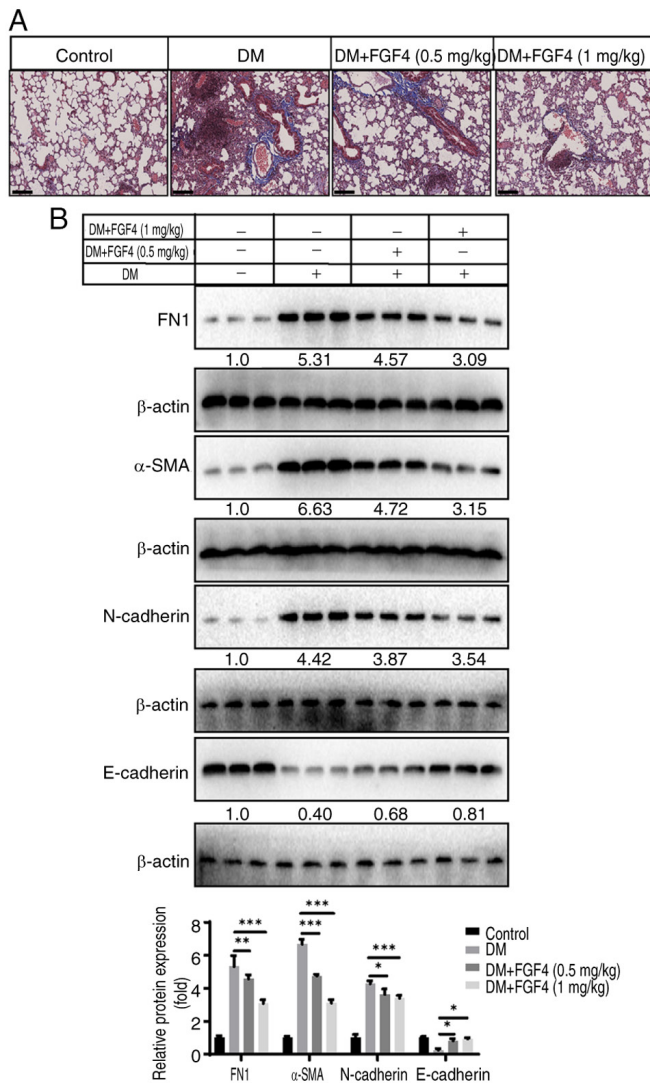 A
Control DM DM+FGF4 (0.5 mg/kg) DM+FGF4 (1 mg/kg)
B
DM+FGF4 (1 mg/kg) – – – +
DM+FGF4 (0.5 mg/kg) – – + –
DM – + + +
FN1
1.0 5.31 4.57 3.09
β-actin
α-SMA
1.0 6.63 4.72 3.15
β-actin
N-cadherin
1.0 4.42 3.87 3.54
β-actin
E-cadherin
1.0 0.40 0.68 0.81
β-actin
Relative protein expression
(fold)
8
6
4
2
0
*** ** *** *** *** * * *
Control
DM
DM+FGF4 (0.5 mg/kg)
DM+FGF4 (1 mg/kg)
FN1 α-SMA N-cadherin E-cadherin